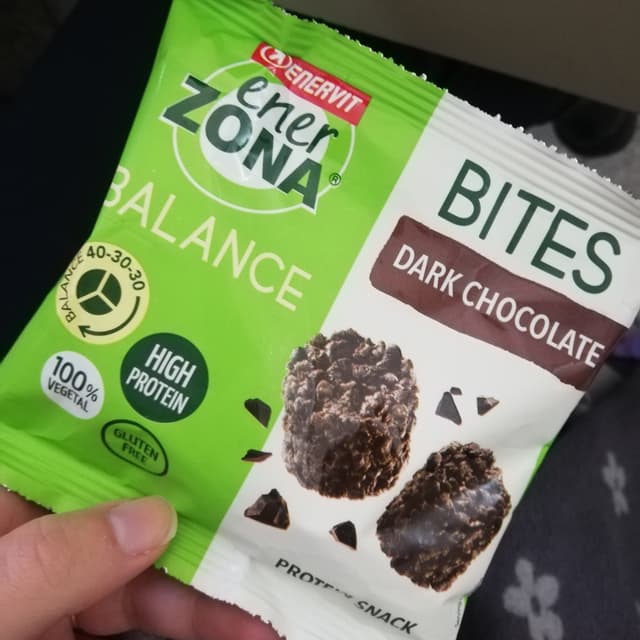 ENERVIT
ener
ZONA®
BALANCE
BALANCE 40-30-30
HIGH
PROTEIN
100%
VEGETAL
GLUTEN
FREE
BITES
DARK CHOCOLATE
PROTEIN SNACK